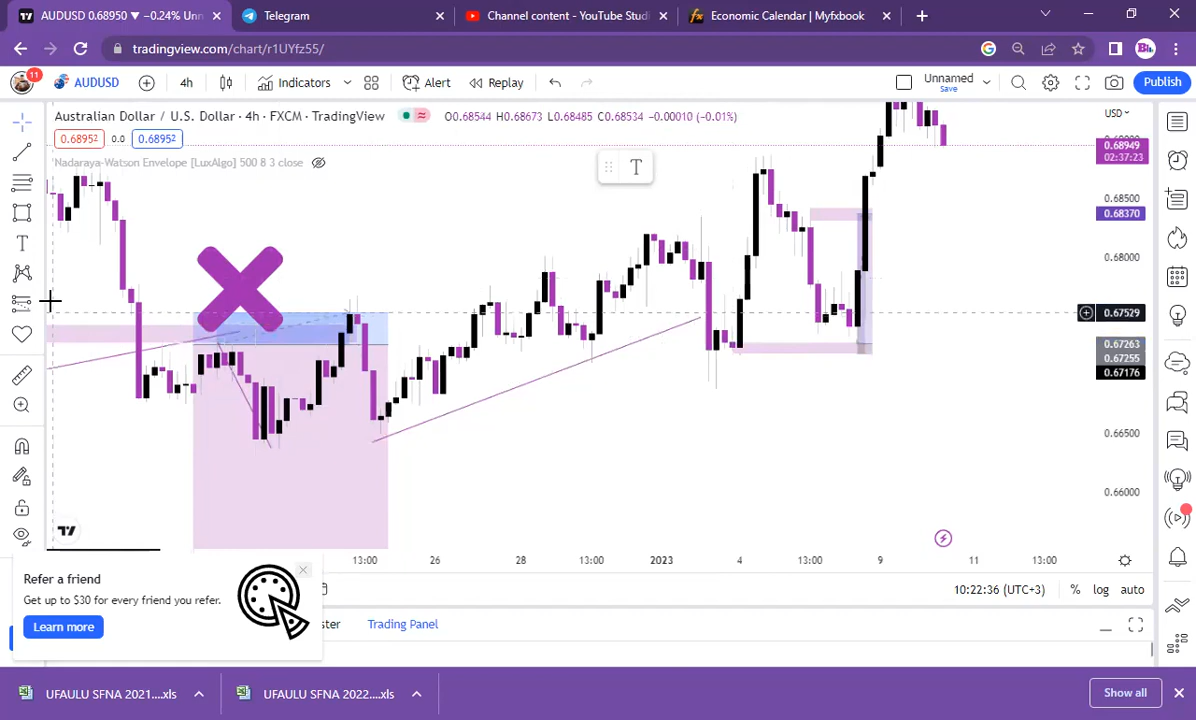 AUDUSD 0.68950 ▼ −0.24% Unn
Telegram
Channel content - YouTube Studi
Economic Calendar | Myfxbook
tradingview.com/chart/r1UYfz55/
11
AUDUSD
4h
Indicators
Alert
Replay
Unnamed
Save
Publish
Australian Dollar / U.S. Dollar · 4h · FXCM · TradingView
O0.68544 H0.68673 L0.68485 C0.68534 −0.00010 (−0.01%)
USD
0.68952
0.0
0.68952
0.68949
02:37:23
Nadaraya-Watson Envelope [LuxAlgo] 500 8 3 close
T
0.68500
0.68370
0.68000
0.67529
0.67263
0.67255
0.67176
0.66500
0.66000
13:00
26
28
13:00
2023
4
13:00
9
11
13:00
Refer a friend
Get up to $30 for every friend you refer.
Learn more
10:22:36 (UTC+3)
%
log
auto
ster
Trading Panel
UFAULU SFNA 2021....xls
UFAULU SFNA 2022....xls
Show all